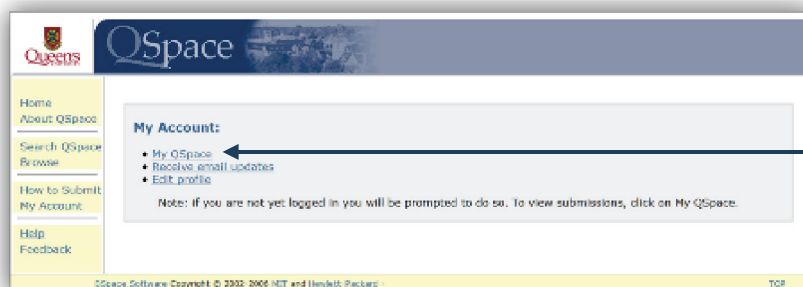 Queens
QSpace
Home
About QSpace
Search QSpace
Browse
How to Submit
My Account
Help
Feedback
My Account:
• My QSpace
• Receive email updates
• Edit profile
Note: if you are not yet logged in you will be prompted to do so. To view submissions, click on My QSpace.
QSpace Software Copyright © 2002-2006 MIT and Hewlett Packard -
TOP